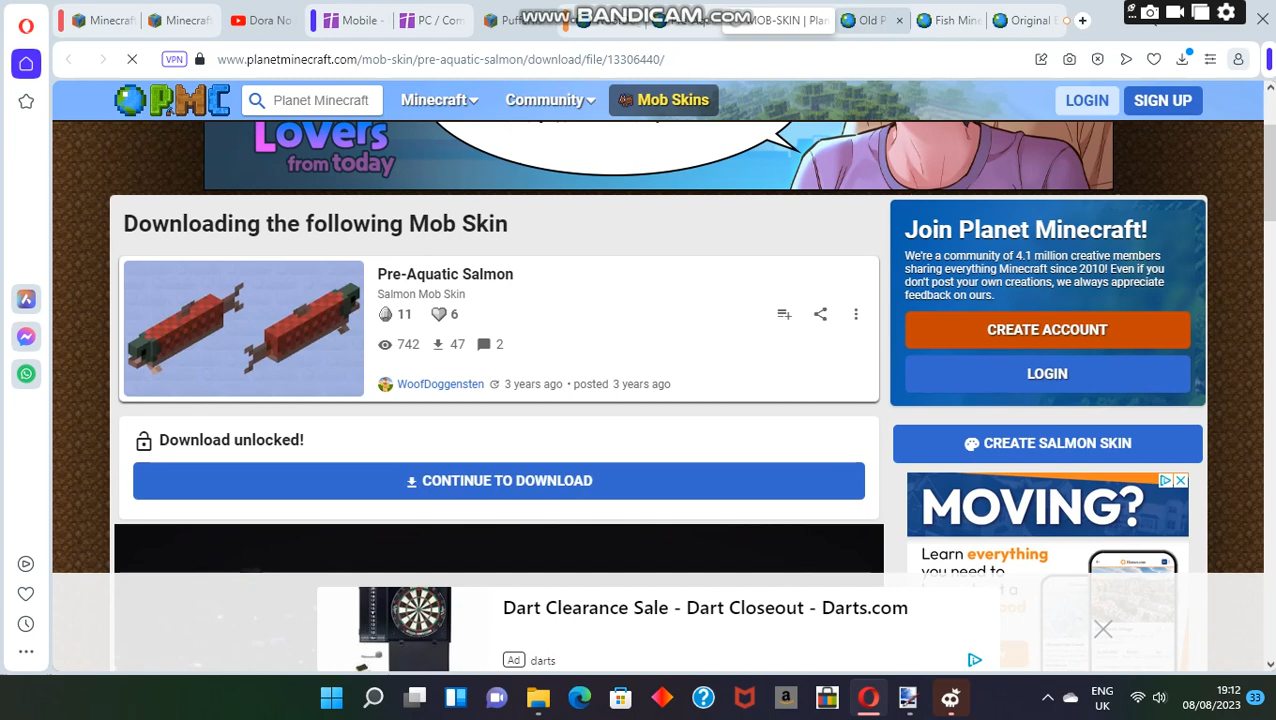 Minecraft
Minecraft
Dora No
Mobile -
PC / Com
Puff
www.BANDICAM.com
MOB-SKIN | Plan
Old P
Fish Mine
Original B
VPN
www.planetminecraft.com/mob-skin/pre-aquatic-salmon/download/file/13306440/
PMC
Planet Minecraft
Minecraft
Community
Mob Skins
LOGIN
SIGN UP
Lovers
from today
Downloading the following Mob Skin
Pre-Aquatic Salmon
Salmon Mob Skin
11
6
742
47
2
WoofDoggensten
3 years ago • posted 3 years ago
Download unlocked!
CONTINUE TO DOWNLOAD
Join Planet Minecraft!
We're a community of 4.1 million creative members
sharing everything Minecraft since 2010! Even if you
don't post your own creations, we always appreciate
feedback on ours.
CREATE ACCOUNT
LOGIN
CREATE SALMON SKIN
MOVING?
Learn everything
you need to
Dart Clearance Sale - Dart Closeout - Darts.com
Ad darts
ENG
UK
19:12
08/08/2023
33